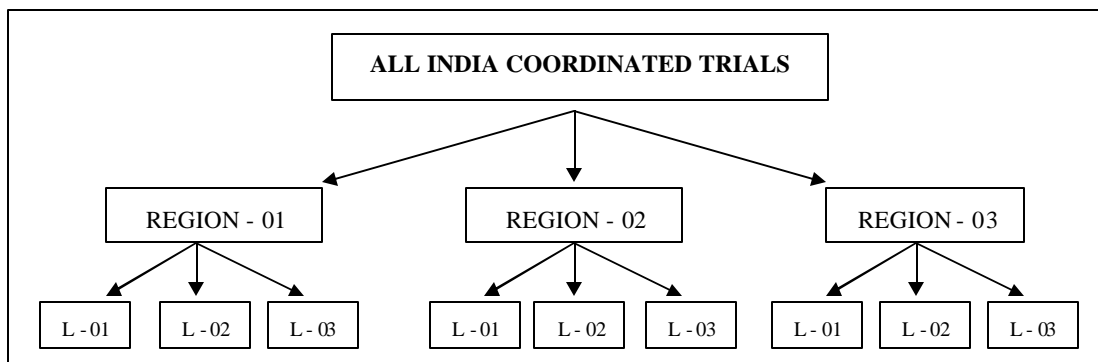 ALL INDIA COORDINATED TRIALS
REGION - 01
REGION - 02
REGION - 03
L - 01
L - 02
L - 03
L - 01
L - 02
L - 03
L - 01
L - 02
L - 03